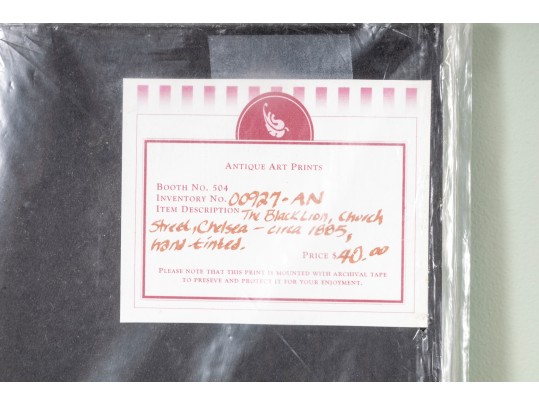 ANTIQUE ART PRINTS
BOOTH NO. 504
INVENTORY NO. 00927-AN
ITEM DESCRIPTION The Black Lion, Church
Street, Chelsea - circa 1885,
hand-tinted.
PRICE $40.00
PLEASE NOTE THAT THIS PRINT IS MOUNTED WITH ARCHIVAL TAPE
TO PRESEVE AND PROTECT IT FOR YOUR ENJOYMENT.